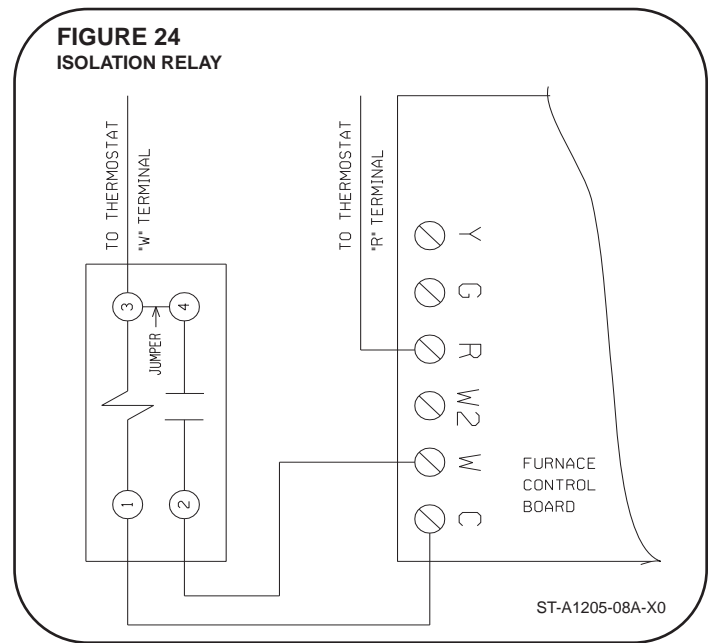 FIGURE 24
ISOLATION RELAY
TO THERMOSTAT
"W" TERMINAL
TO THERMOSTAT
"R" TERMINAL
3
4
JUMPER
1
2
Y
G
R
W2
W
C
FURNACE
CONTROL
BOARD
ST-A1205-08A-X0